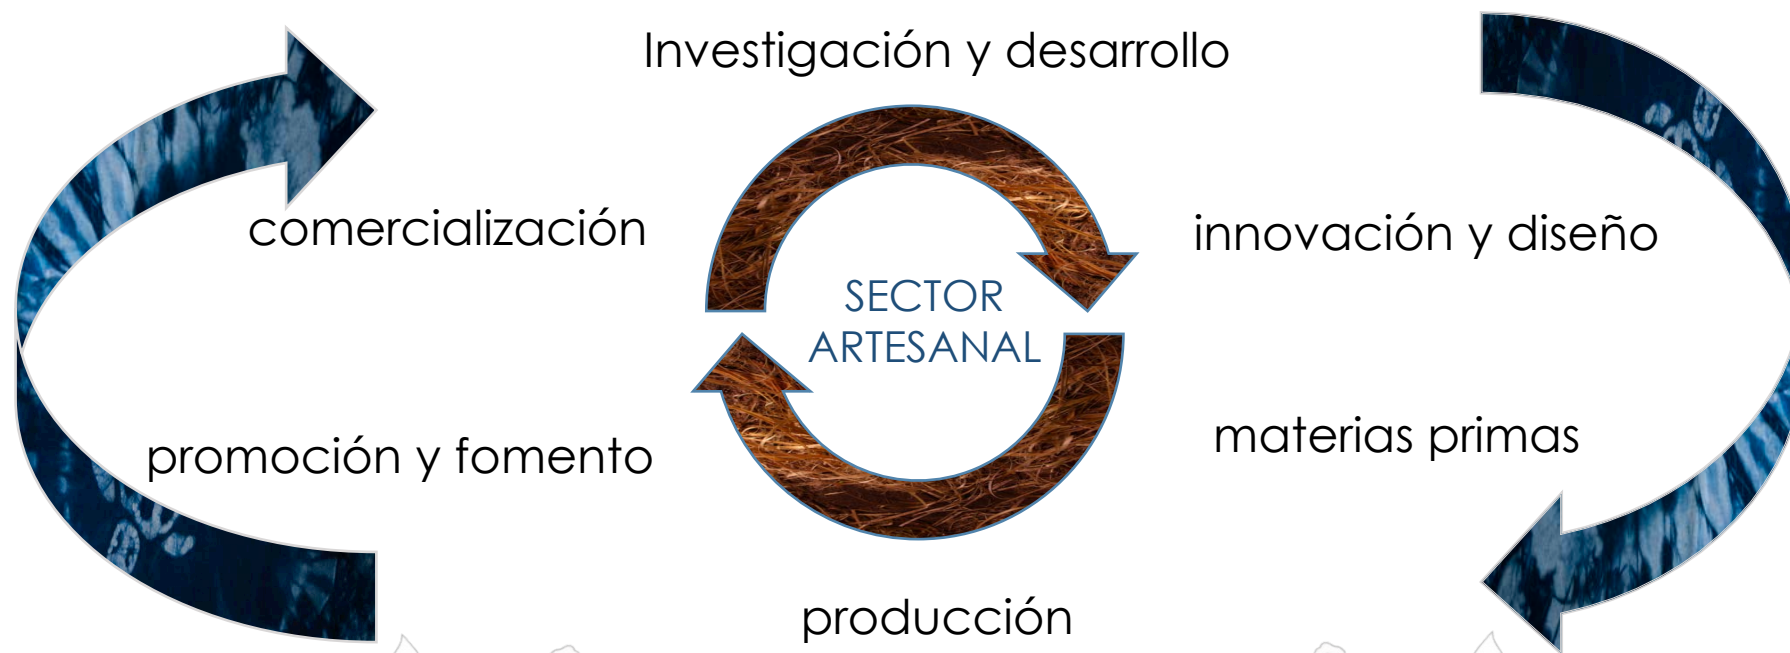 Investigación y desarrollo
comercialización
innovación y diseño
SECTOR
ARTESANAL
promoción y fomento
materias primas
producción